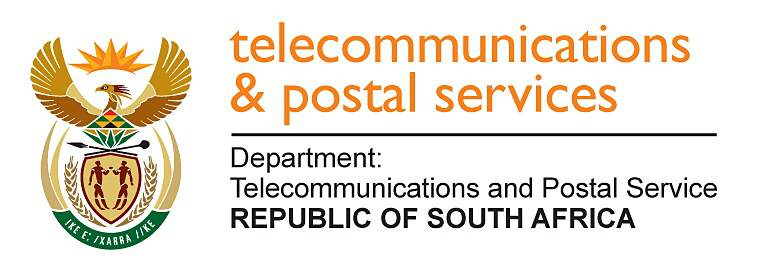 telecommunications
& postal services
Department:
Telecommunications and Postal Service
REPUBLIC OF SOUTH AFRICA
!KE E: /XARRA //KE